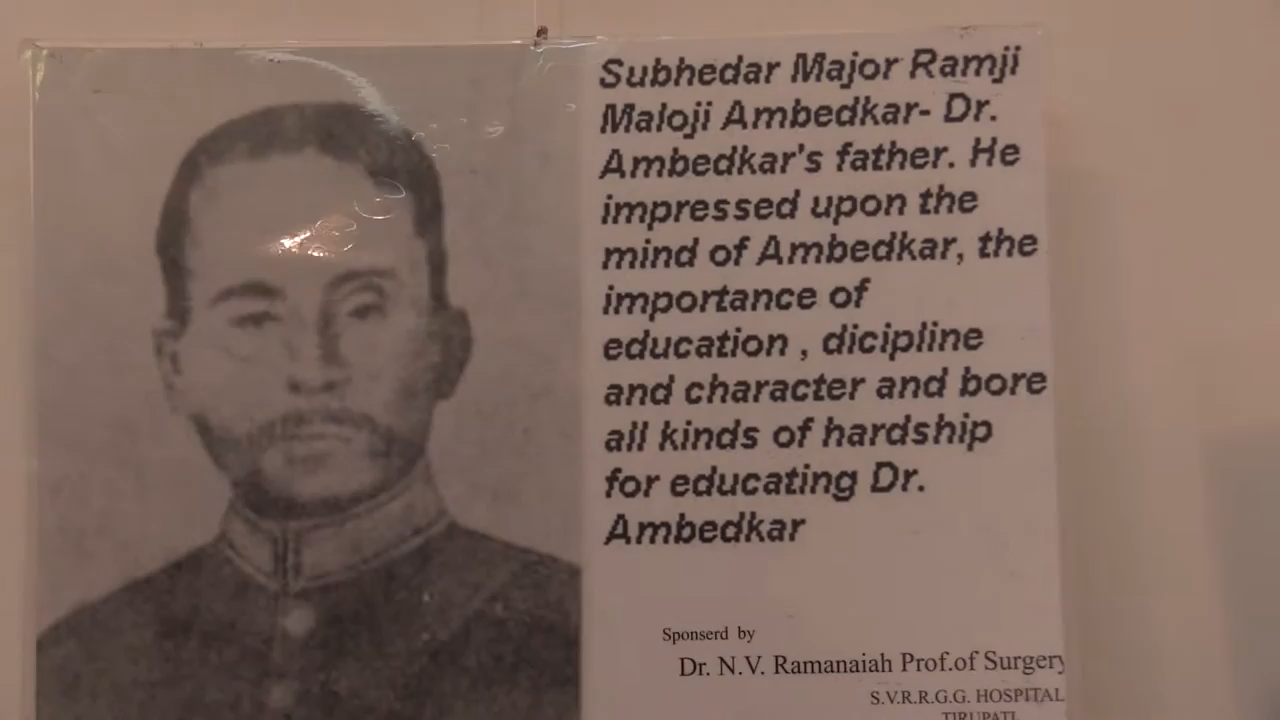 Subhedar Major Ramji
Maloji Ambedkar- Dr.
Ambedkar's father. He
impressed upon the
mind of Ambedkar, the
importance of
education , dicipline
and character and bore
all kinds of hardship
for educating Dr.
Ambedkar
Sponserd by
Dr. N.V. Ramanaiah Prof.of Surgery
S.V.R.R.G.G. HOSPITAL
TIRUPATI